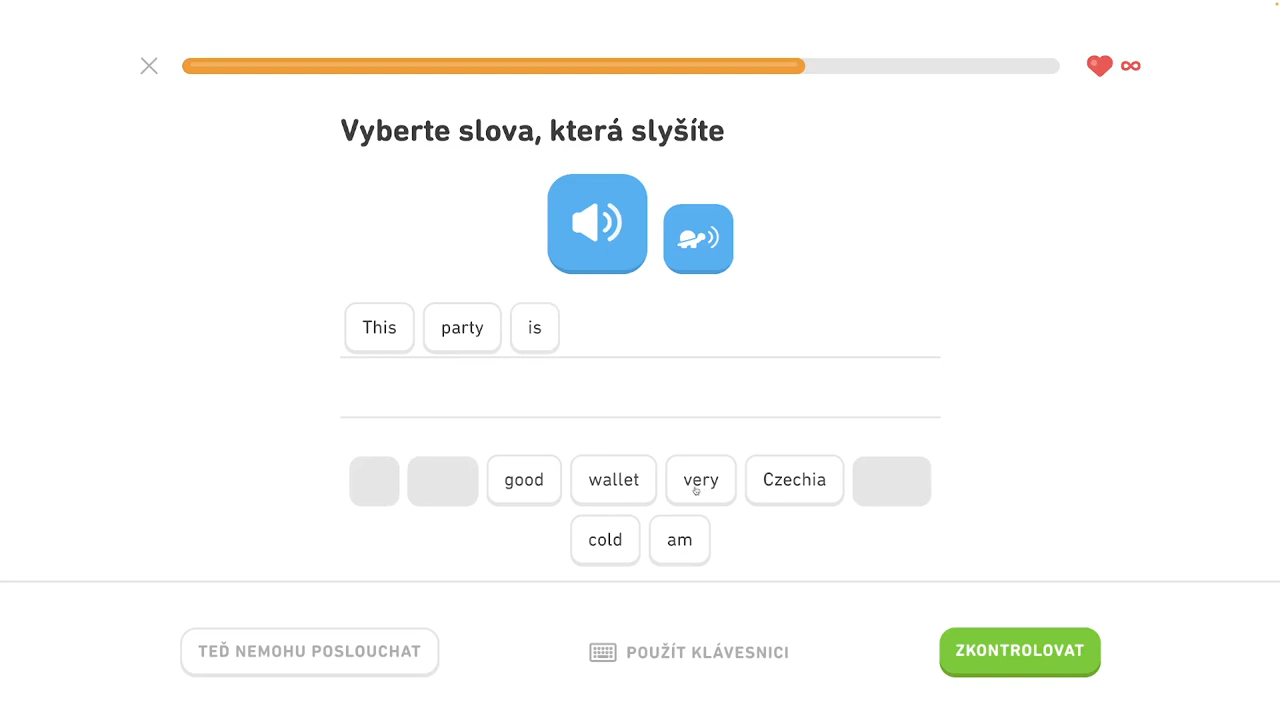 Vyberte slova, která slyšíte
This party is
good wallet very Czechia
cold am
TEĎ NEMOHU POSLOUCHAT POUŽÍT KLÁVESNICI ZKONTROLOVAT